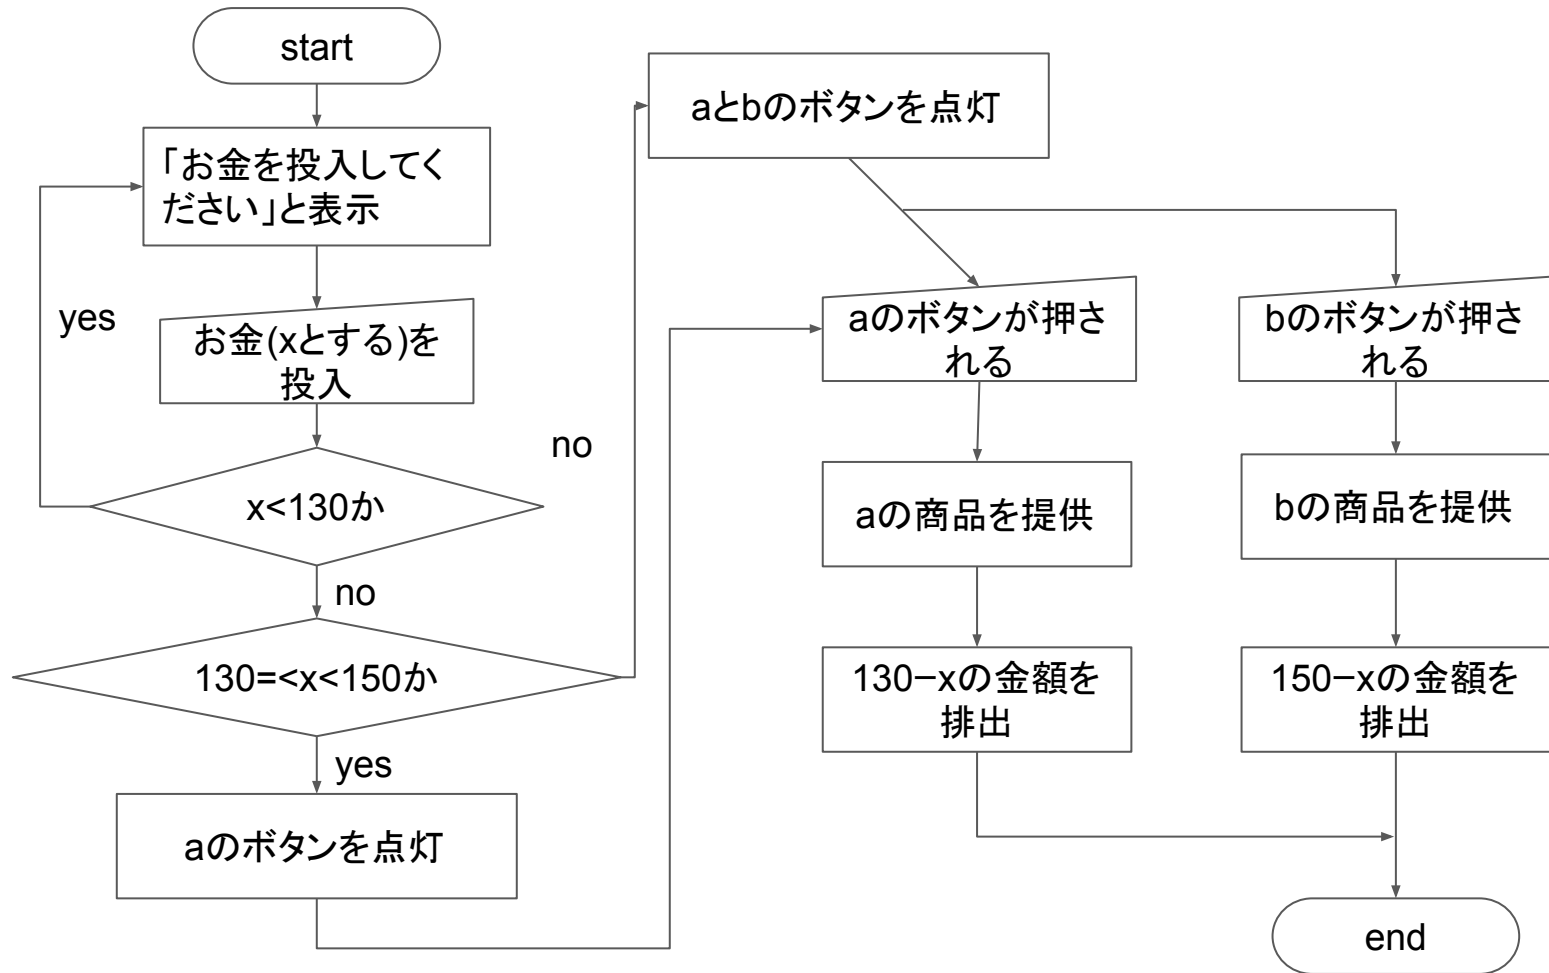 start
「お金を投入してく
ださい」と表示
yes
お金(xとする)を
投入
x<130か
no
130=<x<150か
no
yes
aのボタンを点灯
aとbのボタンを点灯
aのボタンが押さ
れる
aの商品を提供
130−xの金額を
排出
bのボタンが押さ
れる
bの商品を提供
150−xの金額を
排出
end